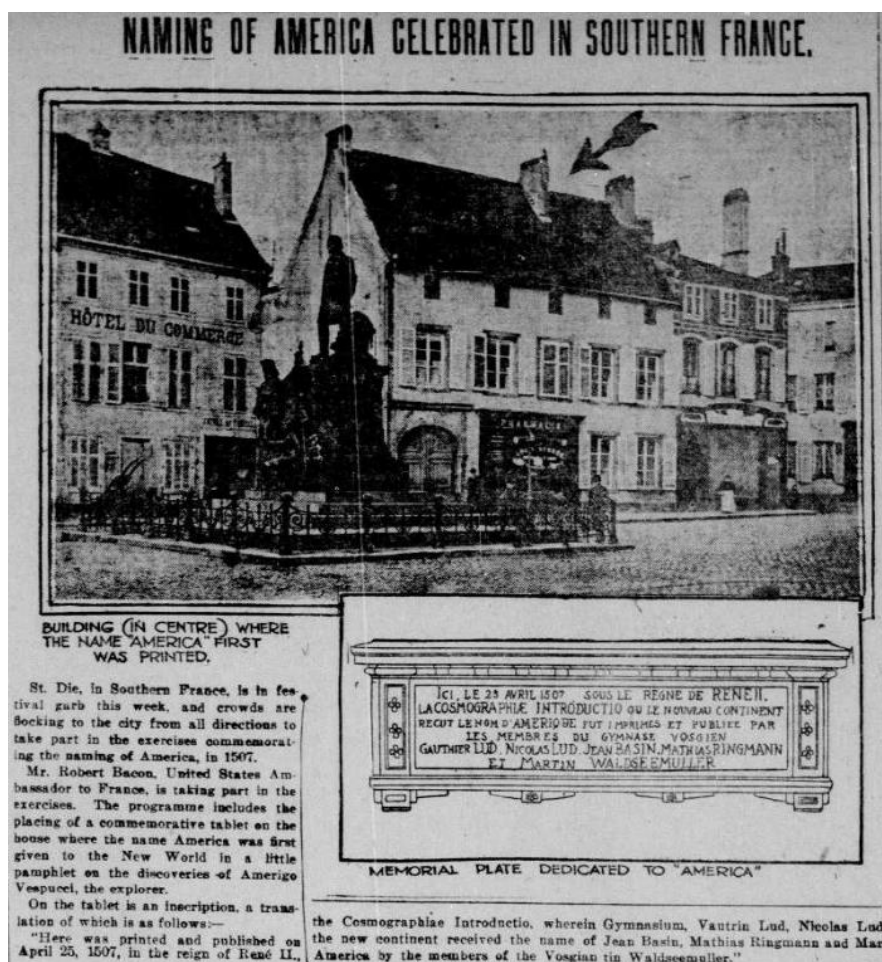 NAMING OF AMERICA CELEBRATED IN SOUTHERN FRANCE.
HÔTEL DU COMMERCE
PHARMACIE
BUILDING (IN CENTRE) WHERE
THE NAME "AMERICA" FIRST
WAS PRINTED.
St. Die, in Southern France, is in fes-
tival garb this week, and crowds are
flocking to the city from all directions to
take part in the exercises commemorat-
ing the naming of America, in 1507.
Mr. Robert Bacon, United States Am-
bassador to France, is taking part in the
exercises. The programme includes the
placing of a commemorative tablet on the
house where the name America was first
given to the New World in a little
pamphlet on the discoveries of Amerigo
Vespucci, the explorer.
On the tablet is an inscription, a trans-
lation of which is as follows:—
"Here was printed and published on
April 25, 1507, in the reign of René II.,
ICI, LE 25 AVRIL 1507 SOUS LE REGNE DE RENEII.
LA COSMOGRAPHIÆ INTRODUCTIO OU LE NOUVEAU CONTINENT
RECUT LE NOM D'AMERIQUE FUT IMPRIMES ET PUBLIEE PAR
LES MEMBRES DU GYMNASE VOSGIEN
GAUTHIER LUD. NICOLAS LUD. JEAN BASIN. MATHIAS RINGMANN
ET MARTIN WALDSEEMULLER
MEMORIAL PLATE DEDICATED TO "AMERICA"
the Cosmographiae Introductio, wherein Gymnasium, Vautrin Lud, Nicolas Lud
the new continent received the name of Jean Basin, Mathias Ringmann and Mar
America by the members of the Vosgian tin Waldseemuller."